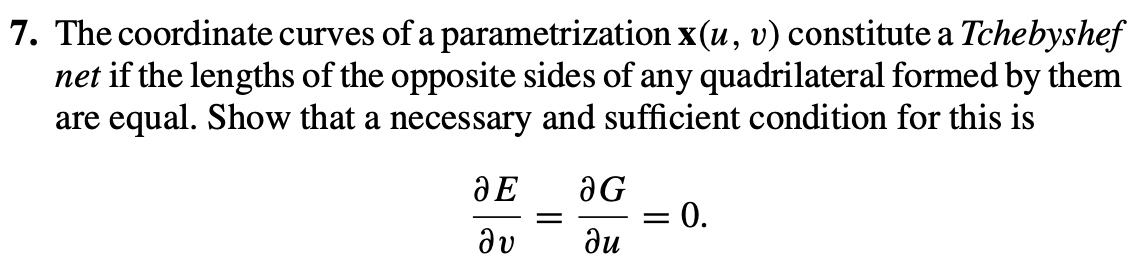 7. The coordinate curves of a parametrization x(u, v) constitute a Tchebyshef
net if the lengths of the opposite sides of any quadrilateral formed by them
are equal. Show that a necessary and sufficient condition for this is
∂E/∂v = ∂G/∂u = 0.